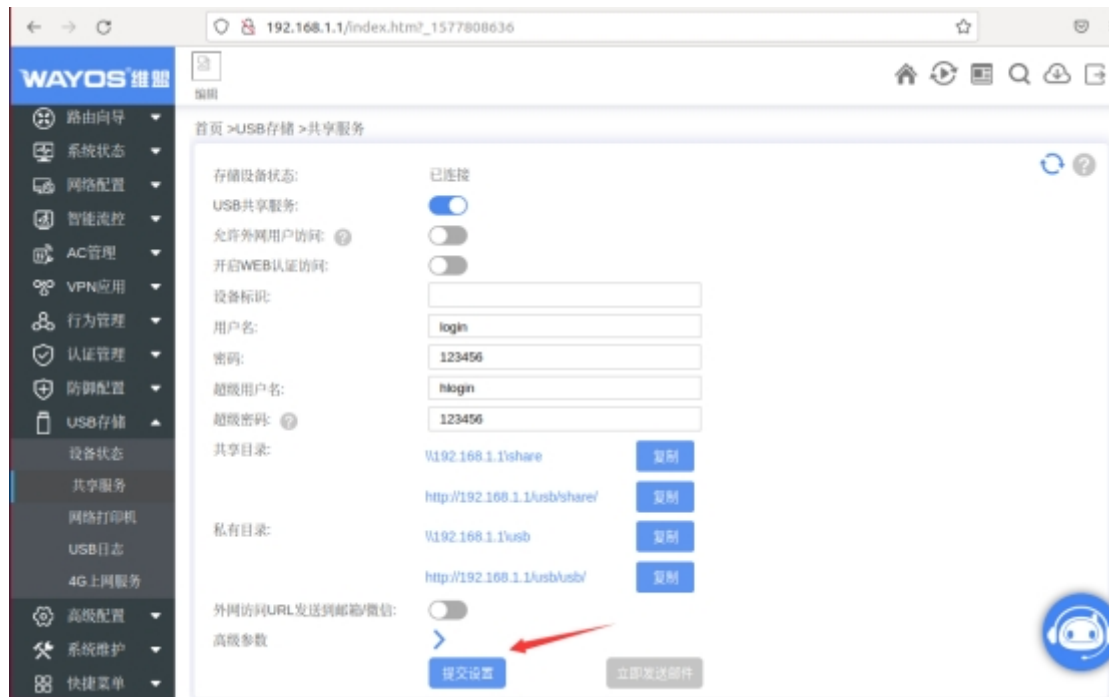 192.168.1.1/index.htm?_1577808636
WAYOS 维盟
编辑
路由向导
系统状态
网络配置
智能流控
AC管理
VPN应用
行为管理
认证管理
防御配置
USB存储
设备状态
共享服务
网络打印机
USB日志
4G上网服务
高级配置
系统维护
快捷菜单
首页 >USB存储 >共享服务
存储设备状态: 已连接
USB共享服务:
允许外网用户访问:
开启WEB认证访问:
设备标识:
用户名: login
密码: 123456
超级用户名: hlogin
超级密码: 123456
共享目录: \\192.168.1.1\share 复制
http://192.168.1.1/usb/share/ 复制
私有目录: \\192.168.1.1\usb 复制
http://192.168.1.1/usb/usb/ 复制
外网访问URL发送到邮箱/微信:
高级参数
提交设置 立即发送邮件